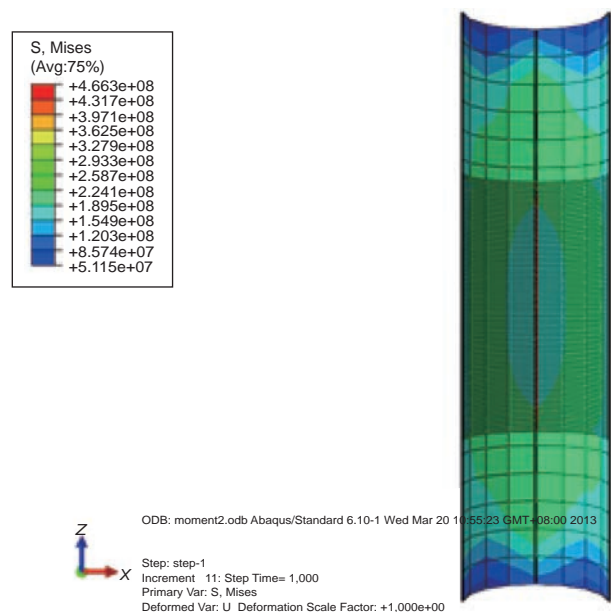 S, Mises
(Avg:75%)
+4.663e+08
+4.317e+08
+3.971e+08
+3.625e+08
+3.279e+08
+2.933e+08
+2.587e+08
+2.241e+08
+1.895e+08
+1.549e+08
+1.203e+08
+8.574e+07
+5.115e+07
ODB: moment2.odb Abaqus/Standard 6.10-1 Wed Mar 20 10:55:23 GMT+08:00 2013
Z
X
Step: step-1
Increment 11: Step Time= 1,000
Primary Var: S, Mises
Deformed Var: U Deformation Scale Factor: +1,000e+00